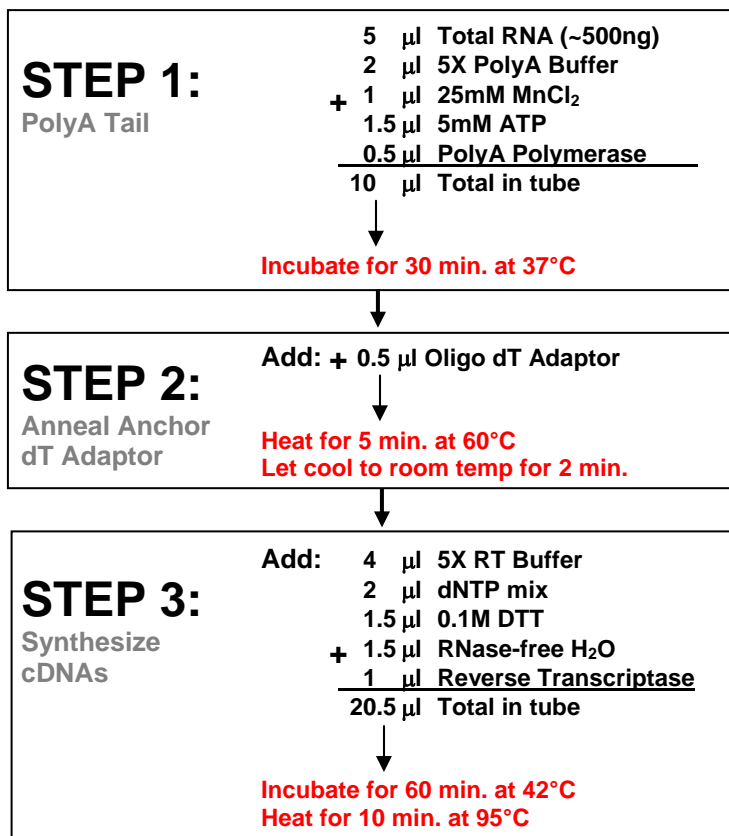 STEP 1:
PolyA Tail
5 μl Total RNA (~500ng)
2 μl 5X PolyA Buffer
+ 1 μl 25mM MnCl₂
1.5 μl 5mM ATP
0.5 μl PolyA Polymerase
10 μl Total in tube
Incubate for 30 min. at 37°C
STEP 2:
Anneal Anchor
dT Adaptor
Add: + 0.5 μl Oligo dT Adaptor
Heat for 5 min. at 60°C
Let cool to room temp for 2 min.
STEP 3:
Synthesize
cDNAs
Add: 4 μl 5X RT Buffer
2 μl dNTP mix
1.5 μl 0.1M DTT
+ 1.5 μl RNase-free H₂O
1 μl Reverse Transcriptase
20.5 μl Total in tube
Incubate for 60 min. at 42°C
Heat for 10 min. at 95°C